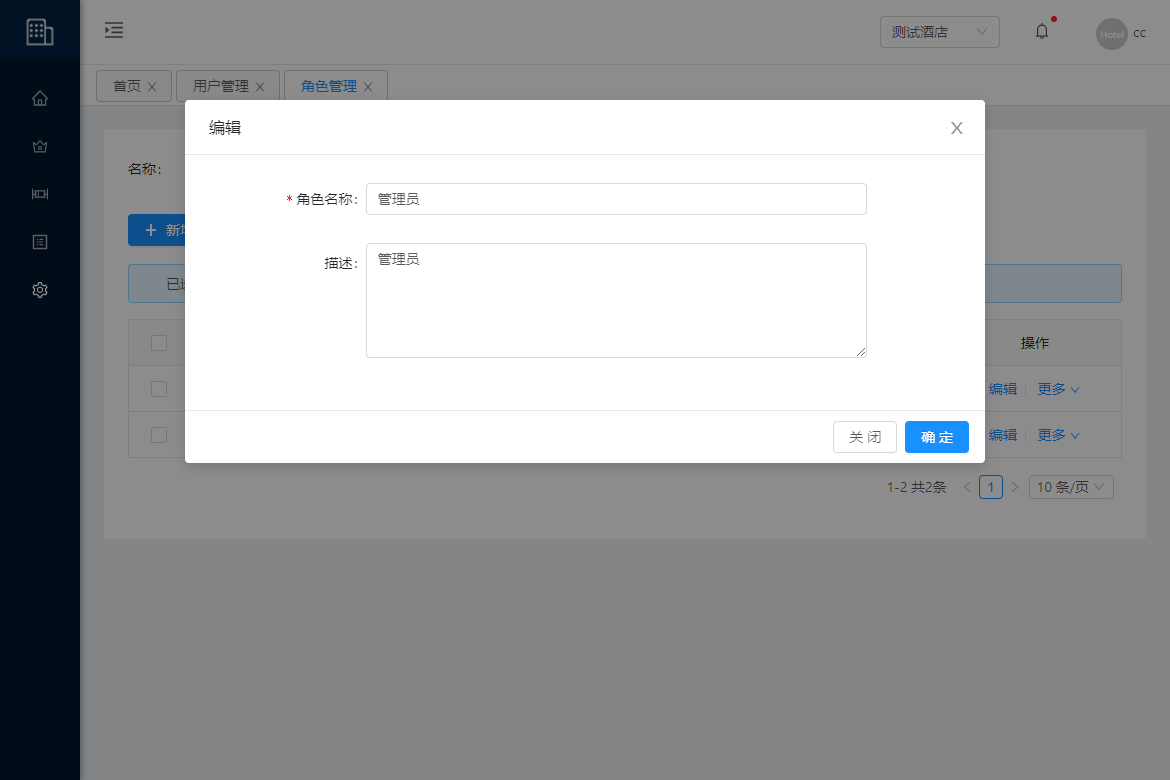 测试酒店
Hotel cc
首页 用户管理 角色管理
编辑
名称:
* 角色名称: 管理员
新
描述: 管理员
已
操作
编辑 更多
编辑 更多
关 闭 确 定
1-2 共2条 1 10 条/页